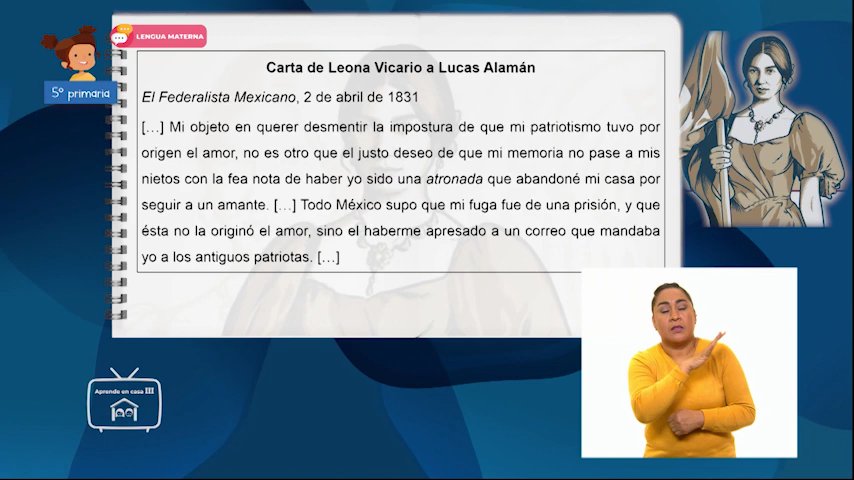 LENGUA MATERNA
5º primaria
Carta de Leona Vicario a Lucas Alamán
El Federalista Mexicano, 2 de abril de 1831
[…] Mi objeto en querer desmentir la impostura de que mi patriotismo tuvo por
origen el amor, no es otro que el justo deseo de que mi memoria no pase a mis
nietos con la fea nota de haber yo sido una atronada que abandoné mi casa por
seguir a un amante. […] Todo México supo que mi fuga fue de una prisión, y que
ésta no la originó el amor, sino el haberme apresado a un correo que mandaba
yo a los antiguos patriotas. […]
Aprende en casa III